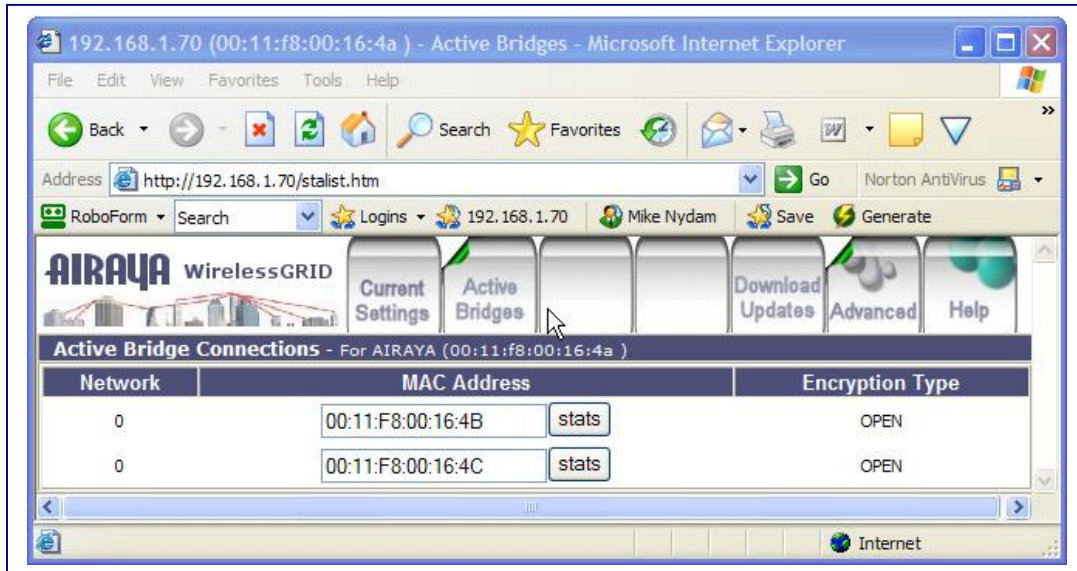 192.168.1.70 (00:11:f8:00:16:4a ) - Active Bridges - Microsoft Internet Explorer
File Edit View Favorites Tools Help
Back Search Favorites »
Address http://192.168.1.70/stalist.htm Go Norton AntiVirus
RoboForm Search Logins 192.168.1.70 Mike Nydam Save Generate
AIRAYA WirelessGRID
Current Settings
Active Bridges
Download Updates
Advanced
Help
Active Bridge Connections - For AIRAYA (00:11:f8:00:16:4a )
Network MAC Address Encryption Type
0 00:11:F8:00:16:4B stats OPEN
0 00:11:F8:00:16:4C stats OPEN
Internet